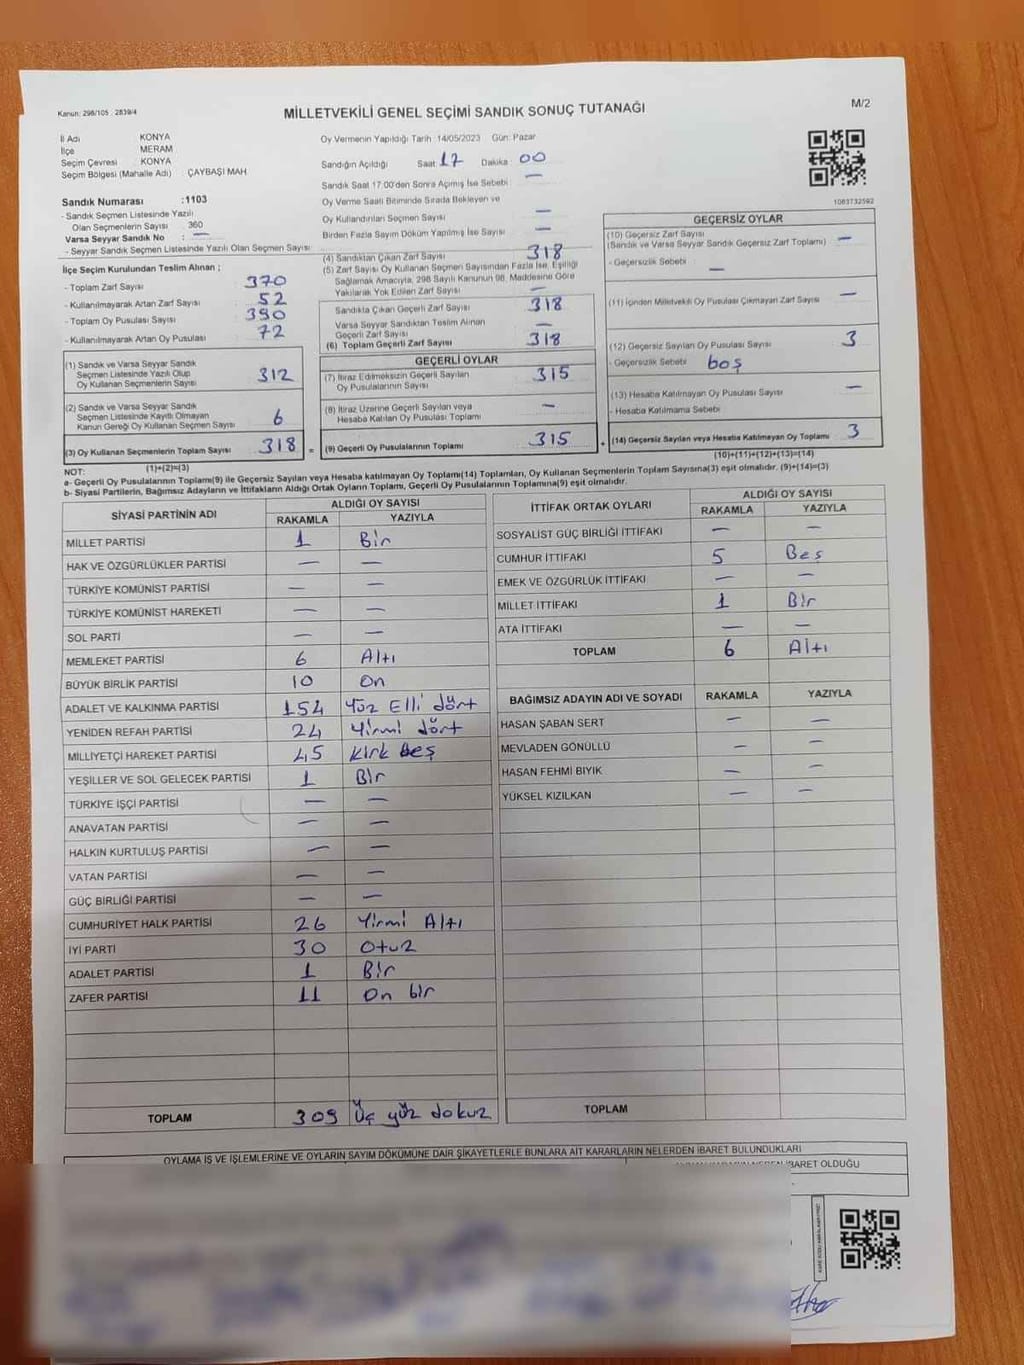 Kanun: 298/105 , 2839/4
MİLLETVEKİLİ GENEL SEÇİMİ SANDIK SONUÇ TUTANAĞI
M/2
İl Adı KONYA
İlçe MERAM
Seçim Çevresi KONYA
Seçim Bölgesi (Mahalle Adı) ÇAYBAŞI MAH
Oy Vermenin Yapıldığı Tarih :14/05/2023 Gün: Pazar
Sandığın Açıldığı Saat 17 Dakika : 00
Sandık Saat 17:00'den Sonra Açımış İse Sebebi : —
Oy Verme Saati Bitiminde Sırada Bekleyen ve
Oy Kullandırılan Seçmen Sayısı —
Birden Fazla Sayım Döküm Yapılmış İse Sayısı : —
1083732592
Sandık Numarası :1103
- Sandık Seçmen Listesinde Yazılı
Olan Seçmenlerin Sayısı 360
Varsa Seyyar Sandık No : —
- Seyyar Sandık Seçmen Listesinde Yazılı Olan Seçmen Sayısı
İlçe Seçim Kurulundan Teslim Alınan ;
- Toplam Zarf Sayısı 370
- Kullanılmayarak Artan Zarf Sayısı 52
- Toplam Oy Pusulası Sayısı 390
- Kullanılmayarak Artan Oy Pusulası 72
(1) Sandık ve Varsa Seyyar Sandık
Seçmen Listesinde Yazılı Olup
Oy Kullanan Seçmenlerin Sayısı 312
(2) Sandık ve Varsa Seyyar Sandık
Seçmen Listesinde Kayıtlı Olmayan
Kanun Gereği Oy Kullanan Seçmen Sayısı 6
(3) Oy Kullanan Seçmenlerin Toplam Sayısı 318 =
(1)+(2)=(3)
(4) Sandıktan Çıkan Zarf Sayısı 318
(5) Zarf Sayısı Oy Kullanan Seçmen Sayısından Fazla İse, Eşitliği
Sağlamak Amacıyla, 298 Sayılı Kanunun 98. Maddesine Göre
Yakılarak Yok Edilen Zarf Sayısı —
Sandıkta Çıkan Geçerli Zarf Sayısı 318
Varsa Seyyar Sandıktan Teslim Alınan
Geçerli Zarf Sayısı —
(6) Toplam Geçerli Zarf Sayısı 318
GEÇERLİ OYLAR
(7) İtiraz Edilmeksizin Geçerli Sayılan
Oy Pusulalarının Sayısı 315
(8) İtiraz Üzerine Geçerli Sayılan veya
Hesaba Katılan Oy Pusulası Toplamı —
(9) Geçerli Oy Pusulalarının Toplamı 315 +
GEÇERSİZ OYLAR
(10) Geçersiz Zarf Sayısı
(Sandık ve Varsa Seyyar Sandık Geçersiz Zarf Toplamı) —
- Geçersizlik Sebebi —
(11) İçinden Milletvekili Oy Pusulası Çıkmayan Zarf Sayısı —
(12) Geçersiz Sayılan Oy Pusulası Sayısı 3
- Geçersizlik Sebebi boş
(13) Hesaba Katılmayan Oy Pusulası Sayısı —
- Hesaba Katılmama Sebebi
(14) Geçersiz Sayılan veya Hesaba Katılmayan Oy Toplamı 3
(10)+(11)+(12)+(13)=(14)
NOT:
a- Geçerli Oy Pusulalarının Toplam(9) ile Geçersiz Sayılan veya Hesaba katılmayan Oy Toplam(14) Toplamları, Oy Kullanan Seçmenlerin Toplam Sayısına(3) eşit olmalıdır. (9)+(14)=(3)
b- Siyasi Partilerin, Bağımsız Adayların ve İttifakların Aldığı Ortak Oyların Toplamı, Geçerli Oy Pusulalarının Toplamına(9) eşit olmalıdır.
SİYASİ PARTİNİN ADI ALDIĞI OY SAYISI
RAKAMLA YAZIYLA
MİLLET PARTİSİ 1 Bir
HAK VE ÖZGÜRLÜKLER PARTİSİ — —
TÜRKİYE KOMÜNİST PARTİSİ — —
TÜRKİYE KOMÜNİST HAREKETİ — —
SOL PARTİ — —
MEMLEKET PARTİSİ 6 Altı
BÜYÜK BİRLİK PARTİSİ 10 On
ADALET VE KALKINMA PARTİSİ 154 Yüz Elli dört
YENİDEN REFAH PARTİSİ 24 Yirmi dört
MİLLİYETÇİ HAREKET PARTİSİ 45 Kırk beş
YEŞİLLER VE SOL GELECEK PARTİSİ 1 Bir
TÜRKİYE İŞÇİ PARTİSİ — —
ANAVATAN PARTİSİ — —
HALKIN KURTULUŞ PARTİSİ — —
VATAN PARTİSİ — —
GÜÇ BİRLİĞİ PARTİSİ — —
CUMHURİYET HALK PARTİSİ 26 Yirmi Altı
İYİ PARTİ 30 Otuz
ADALET PARTİSİ 1 Bir
ZAFER PARTİSİ 11 On bir
TOPLAM 309 Üç yüz dokuz
İTTİFAK ORTAK OYLARI ALDIĞI OY SAYISI
RAKAMLA YAZIYLA
SOSYALİST GÜÇ BİRLİĞİ İTTİFAKI — —
CUMHUR İTTİFAKI 5 Beş
EMEK VE ÖZGÜRLÜK İTTİFAKI — —
MİLLET İTTİFAKI 1 Bir
ATA İTTİFAKI — —
TOPLAM 6 Altı
BAĞIMSIZ ADAYIN ADI VE SOYADI RAKAMLA YAZIYLA
HASAN ŞABAN SERT — —
MEVLADEN GÖNÜLLÜ — —
HASAN FEHMİ BIYIK — —
YÜKSEL KIZILKAN — —
TOPLAM
OYLAMA İŞ VE İŞLEMLERİNE VE OYLARIN SAYIM DÖKÜMÜNE DAİR ŞİKAYETLERLE BUNLARA AİT KARARLARIN NELERDEN İBARET BULUNDUKLARI
İBARET OLDUĞU